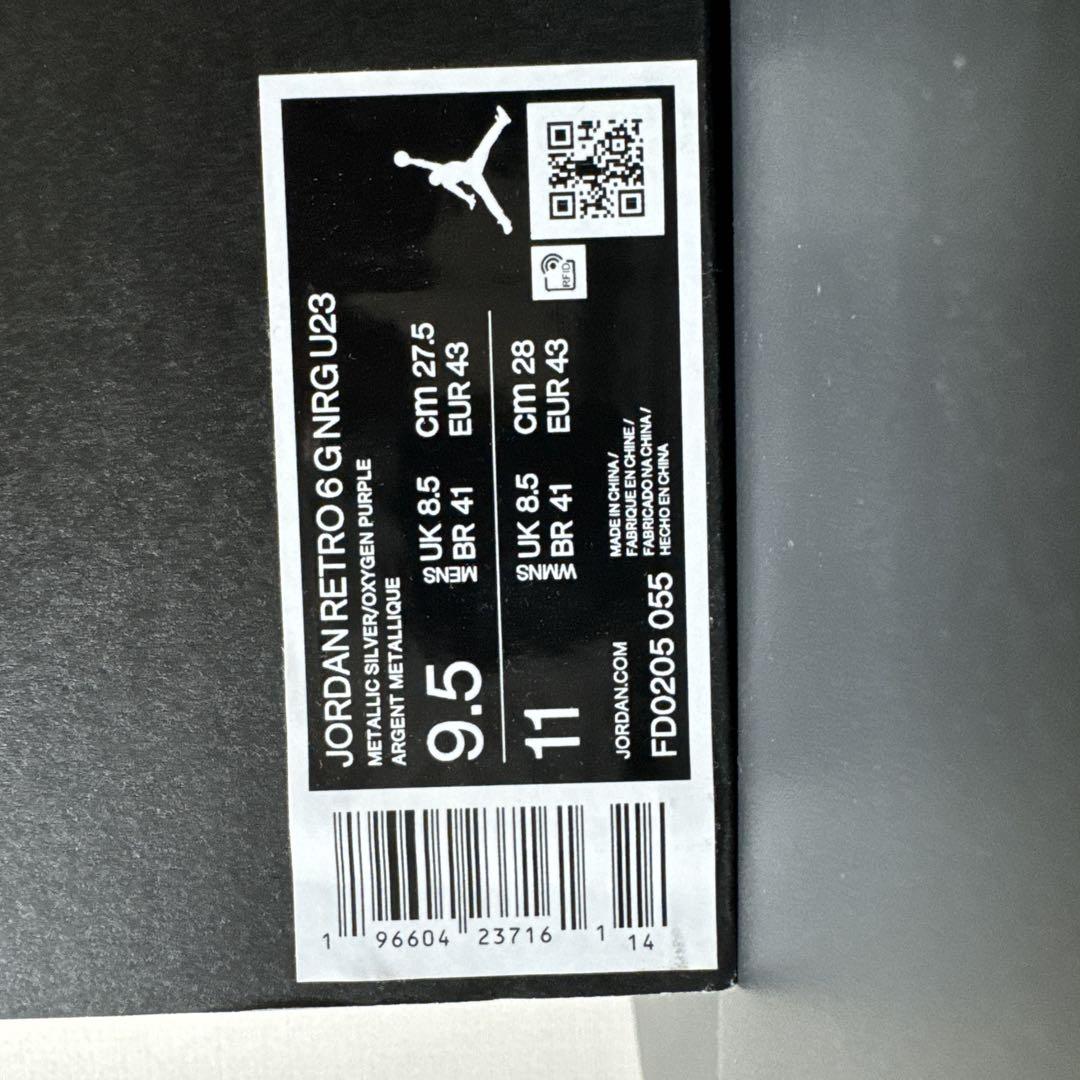 JORDAN RETRO 6 G NRG U23
METALLIC SILVER/OXYGEN PURPLE
ARGENT METALLIQUE
9.5
MENS
UK 8.5 cm 27.5
BR 41 EUR 43
11
WMNS
UK 8.5 cm 28
BR 41 EUR 43
RFID
JORDAN.COM
MADE IN CHINA /
FABRIQUE EN CHINE /
FABRICADO NA CHINA /
HECHO EN CHINA
FD0205 055
1 96604 23716 1 14